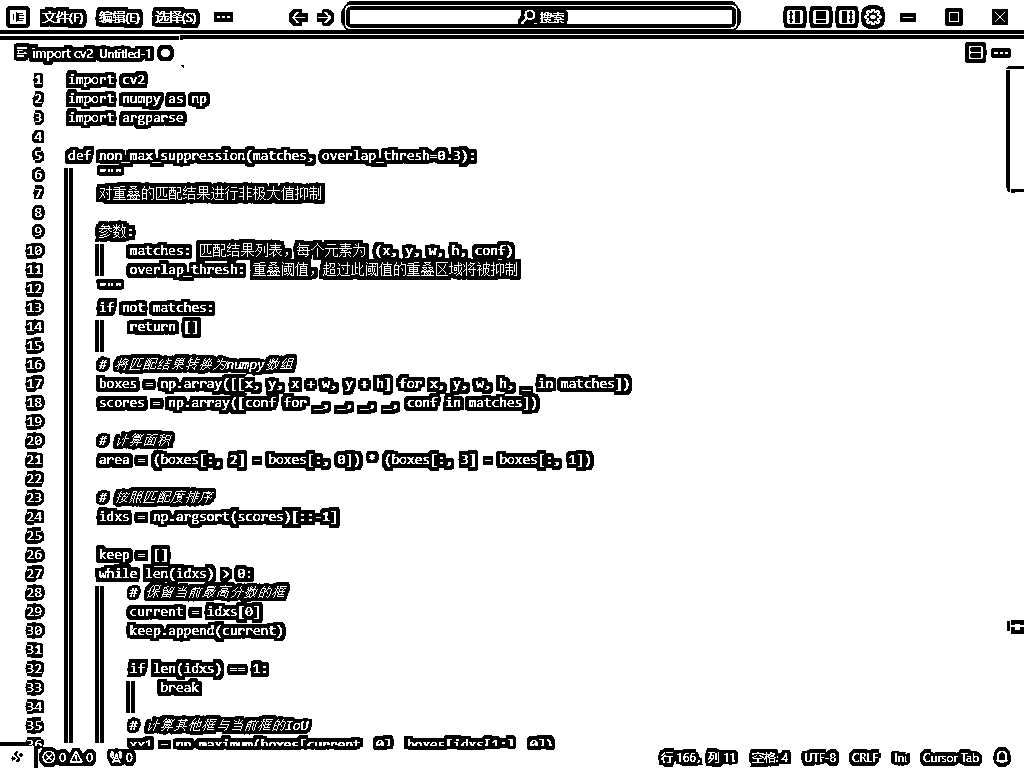 文件(F) 编辑(E) 选择(S) ··· 搜索
import cv2 Untitled-1
1 import cv2
2 import numpy as np
3 import argparse
4
5 def non_max_suppression(matches, overlap_thresh=0.3):
6 """
7 对重叠的匹配结果进行非极大值抑制
8
9 参数:
10 matches: 匹配结果列表，每个元素为 (x, y, w, h, conf)
11 overlap_thresh: 重叠阈值，超过此阈值的重叠区域将被抑制
12 """
13 if not matches:
14 return []
15
16 # 将匹配结果转换为numpy数组
17 boxes = np.array([[x, y, x + w, y + h] for x, y, w, h, _ in matches])
18 scores = np.array([conf for _, _, _, _, conf in matches])
19
20 # 计算面积
21 area = (boxes[:, 2] - boxes[:, 0]) * (boxes[:, 3] - boxes[:, 1])
22
23 # 按照匹配度排序
24 idxs = np.argsort(scores)[::-1]
25
26 keep = []
27 while len(idxs) > 0:
28 # 保留当前最高分数的框
29 current = idxs[0]
30 keep.append(current)
31
32 if len(idxs) == 1:
33 break
34
35 # 计算其他框与当前框的IoU
36 xx1 = np.maximum(boxes[current, 0], boxes[idxs[1:], 0])
0 0 0 行 166, 列 11 空格: 4 UTF-8 CRLF Cursor Tab